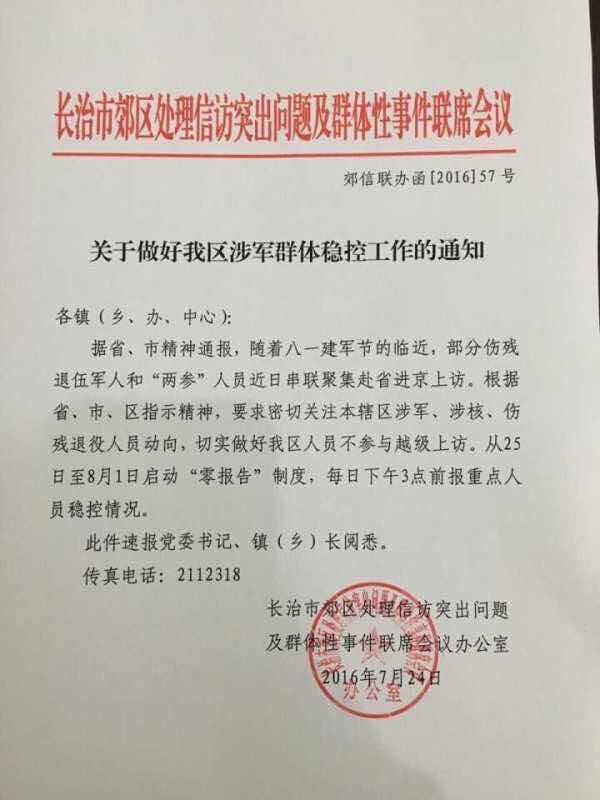 长治市郊区处理信访突出问题及群体性事件联席会议
郊信联办函[2016]57号
关于做好我区涉军群体稳控工作的通知
各镇(乡、办、中心):
据省、市精神通报，随着八一建军节的临近，部分伤残
退伍军人和“两参”人员近日串联聚集赴省进京上访。根据
省、市、区指示精神，要求密切关注本辖区涉军、涉核、伤
残退役人员动向，切实做好我区人员不参与越级上访。从25
日至8月1日启动“零报告”制度，每日下午3点前报重点人
员稳控情况。
此件速报党委书记、镇(乡)长阅悉。
传真电话：2112318
长治市郊区处理信访突出问题
及群体性事件联席会议办公室
2016年7月24日
办公室